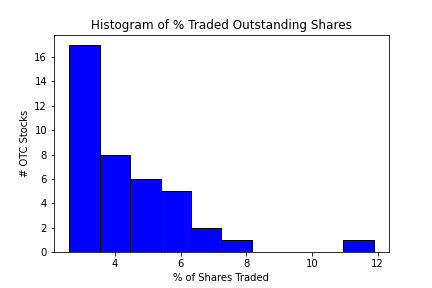 Histogram of % Traded Outstanding Shares
16
14
12
10
8
6
4
2
0
# OTC Stocks
4 6 8 10 12
% of Shares Traded